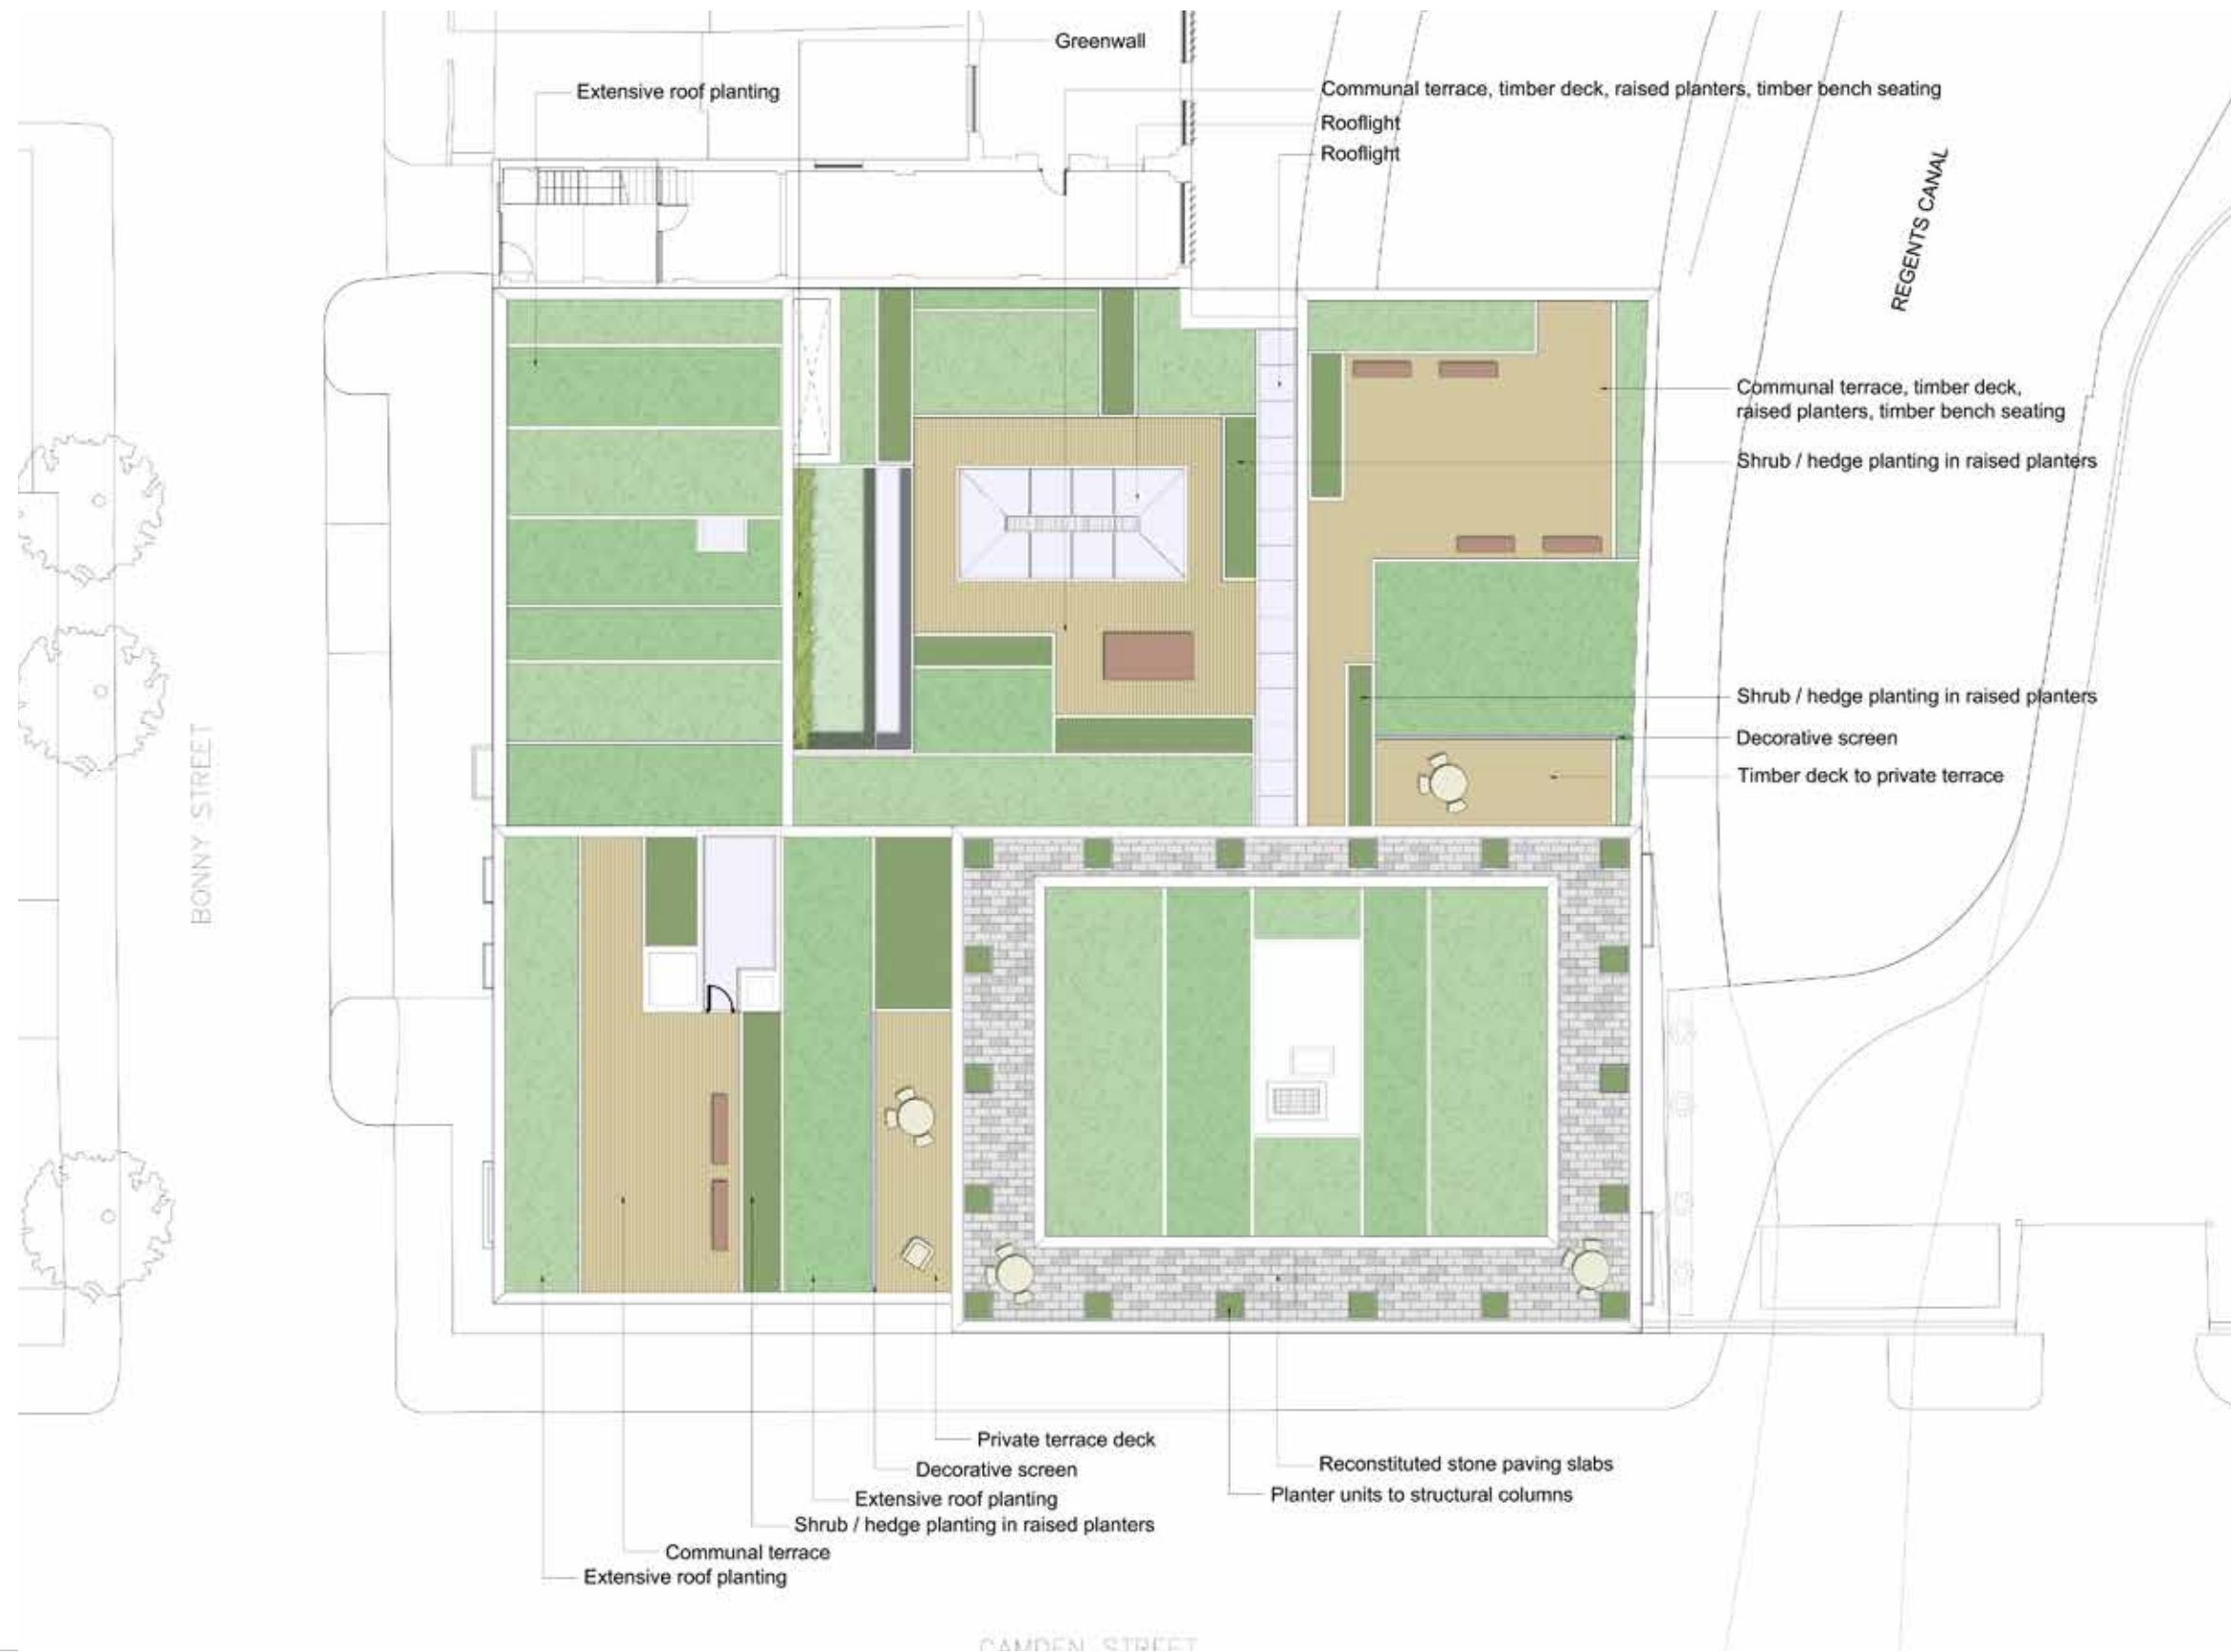 Greenwall
Extensive roof planting
Communal terrace, timber deck, raised planters, timber bench seating
Rooflight
Rooflight
REGENTS CANAL
Communal terrace, timber deck,
raised planters, timber bench seating
Shrub / hedge planting in raised planters
Shrub / hedge planting in raised planters
Decorative screen
Timber deck to private terrace
BONNY STREET
Private terrace deck
Decorative screen
Extensive roof planting
Shrub / hedge planting in raised planters
Communal terrace
Extensive roof planting
Reconstituted stone paving slabs
Planter units to structural columns
CAMDEN STREET